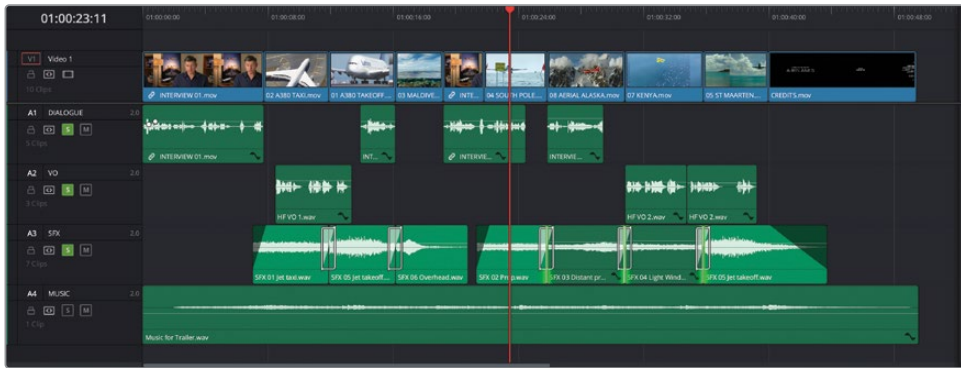 01:00:23:11
01:00:00:00 01:00:08:00 01:00:16:00 01:00:24:00 01:00:32:00 01:00:40:00 01:00:48:00
V1 Video 1
10 Clips
INTERVIEW 01.mov 02 A380 TAXI.mov 01 A380 TAKEOFF.... 03 MALDIVE... INTE... 04 SOUTH POLE.... 08 AERIAL ALASKA.mov 07 KENYA.mov 05 ST MAARTEN.... CREDITS.mov
A1 DIALOGUE 2.0
S M
5 Clips
INTERVIEW 01.mov INT... INTERVIE... INTERVIE...
A2 VO 2.0
S M
3 Clips
HF VO 1.wav HF VO 2.wav HF VO 2.wav
A3 SFX 2.0
S M
7 Clips
SFX 01 Jet taxi.wav SFX 05 Jet takeoff.... SFX 06 Overhead.wav SFX 02 Prop.wav SFX 03 Distant pr... SFX 04 Light Wind... SFX 05 Jet takeoff.wav
A4 MUSIC 2.0
S M
1 Clip
Music for Trailer.wav